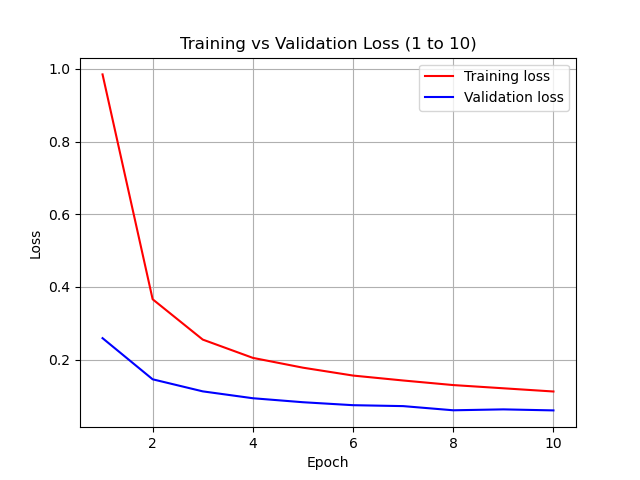 Training vs Validation Loss (1 to 10)
Training loss
Validation loss
Loss
1.0
0.8
0.6
0.4
0.2
2 4 6 8 10
Epoch